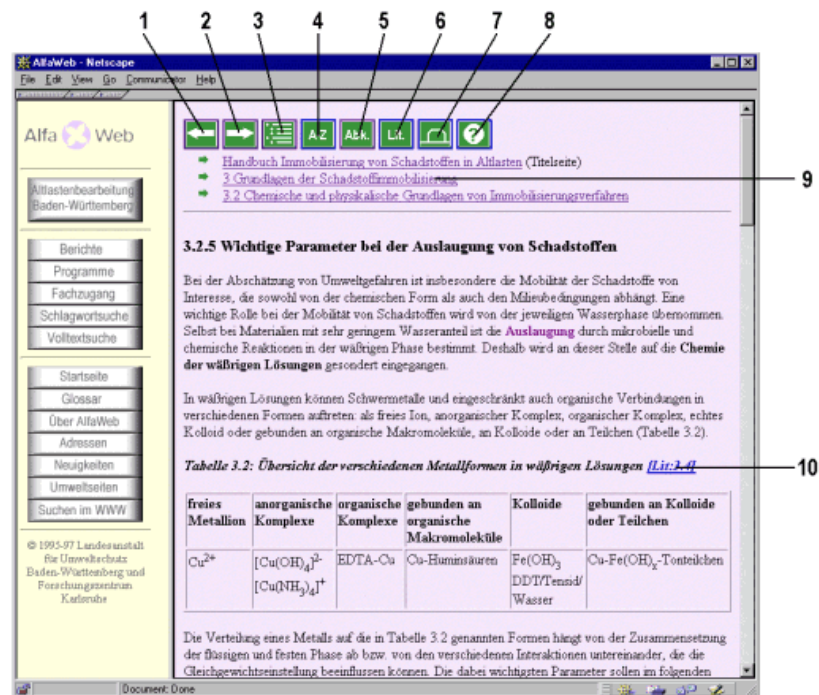 1 2 3 4 5 6 7 8
AlfaWeb - Netscape
File Edit View Go Communicator Help
Alfa Web
Altlastenbearbeitung
Baden-Württemberg
Berichte
Programme
Fachzugang
Schlagwortsuche
Volltextsuche
Startseite
Glossar
Über AlfaWeb
Adressen
Neuigkeiten
Umweltseiten
Suchen im WWW
© 1995-97 Landesanstalt
für Umweltschutz
Baden-Württemberg und
Forschungszentrum
Karlsruhe
A-Z Abk. Lit. ?
Handbuch Immobilisierung von Schadstoffen in Altlasten (Titelseite)
3 Grundlagen der Schadstoffimmobilisierung
9
3.2 Chemische und physikalische Grundlagen von Immobilisierungsverfahren
3.2.5 Wichtige Parameter bei der Auslaugung von Schadstoffen
Bei der Abschätzung von Umweltgefahren ist insbesondere die Mobilität der Schadstoffe von
Interesse, die sowohl von der chemischen Form als auch den Milieubedingungen abhängt. Eine
wichtige Rolle bei der Mobilität von Schadstoffen wird von der jeweiligen Wasserphase übernommen.
Selbst bei Materialien mit sehr geringem Wasseranteil ist die Auslaugung durch mikrobielle und
chemische Reaktionen in der wäßrigen Phase bestimmt. Deshalb wird an dieser Stelle auf die Chemie
der wäßrigen Lösungen gesondert eingegangen.
In wäßrigen Lösungen können Schwermetalle und eingeschränkt auch organische Verbindungen in
verschiedenen Formen auftreten: als freies Ion, anorganischer Komplex, organischer Komplex, echtes
Kolloid oder gebunden an organische Makromoleküle, an Kolloide oder an Teilchen (Tabelle 3.2).
Tabelle 3.2: Übersicht der verschiedenen Metallformen in wäßrigen Lösungen [Lit:3.4]
10
freies anorganische organische gebunden an Kolloide gebunden an Kolloide
Metallion Komplexe Komplexe organische oder Teilchen
Makromoleküle
Cu2+ [Cu(OH)4]2- EDTA-Cu Cu-Huminsäuren Fe(OH)3 Cu-Fe(OH)x-Tonteilchen
[Cu(NH3)4]+ DDT/Tensid/
Wasser
Die Verteilung eines Metalls auf die in Tabelle 3.2 genannten Formen hängt von der Zusammensetzung
der flüssigen und festen Phase ab bzw. von den verschiedenen Interaktionen untereinander, die die
Gleichgewichtseinstellung beeinflussen können. Die dabei wichtigsten Parameter sollen im folgenden
Document: Done